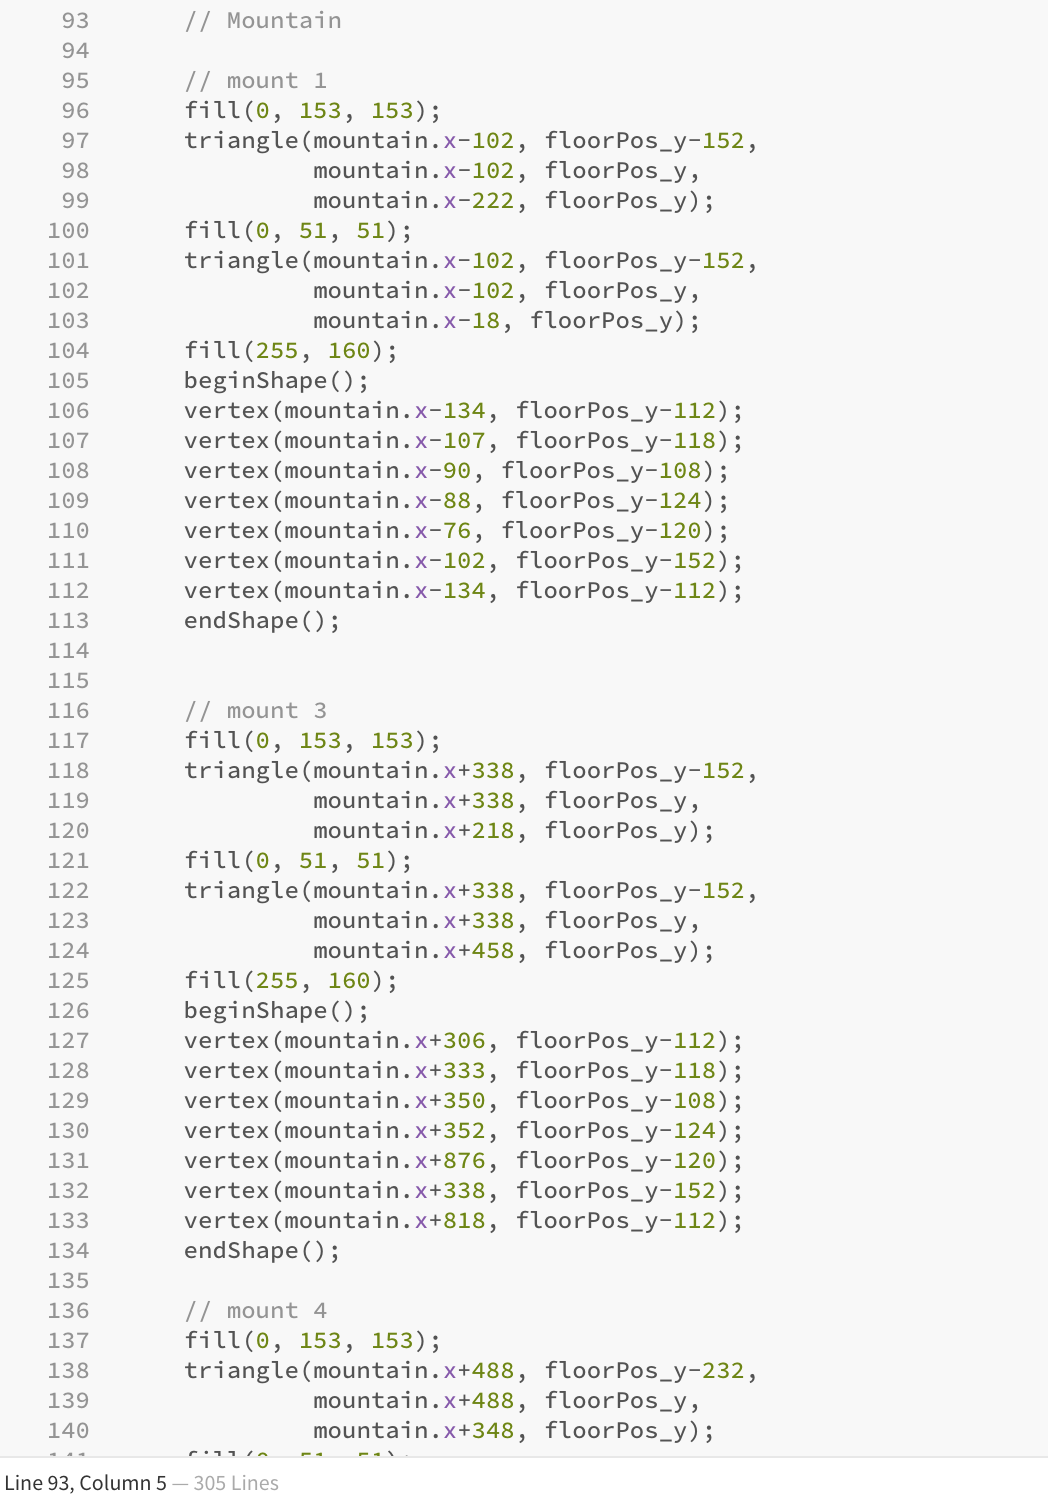 93 // Mountain
94
95 // mount 1
96 fill(0, 153, 153);
97 triangle(mountain.x-102, floorPos_y-152,
98 mountain.x-102, floorPos_y,
99 mountain.x-222, floorPos_y);
100 fill(0, 51, 51);
101 triangle(mountain.x-102, floorPos_y-152,
102 mountain.x-102, floorPos_y,
103 mountain.x-18, floorPos_y);
104 fill(255, 160);
105 beginShape();
106 vertex(mountain.x-134, floorPos_y-112);
107 vertex(mountain.x-107, floorPos_y-118);
108 vertex(mountain.x-90, floorPos_y-108);
109 vertex(mountain.x-88, floorPos_y-124);
110 vertex(mountain.x-76, floorPos_y-120);
111 vertex(mountain.x-102, floorPos_y-152);
112 vertex(mountain.x-134, floorPos_y-112);
113 endShape();
114
115
116 // mount 3
117 fill(0, 153, 153);
118 triangle(mountain.x+338, floorPos_y-152,
119 mountain.x+338, floorPos_y,
120 mountain.x+218, floorPos_y);
121 fill(0, 51, 51);
122 triangle(mountain.x+338, floorPos_y-152,
123 mountain.x+338, floorPos_y,
124 mountain.x+458, floorPos_y);
125 fill(255, 160);
126 beginShape();
127 vertex(mountain.x+306, floorPos_y-112);
128 vertex(mountain.x+333, floorPos_y-118);
129 vertex(mountain.x+350, floorPos_y-108);
130 vertex(mountain.x+352, floorPos_y-124);
131 vertex(mountain.x+876, floorPos_y-120);
132 vertex(mountain.x+338, floorPos_y-152);
133 vertex(mountain.x+818, floorPos_y-112);
134 endShape();
135
136 // mount 4
137 fill(0, 153, 153);
138 triangle(mountain.x+488, floorPos_y-232,
139 mountain.x+488, floorPos_y,
140 mountain.x+348, floorPos_y);
Line 93, Column 5 — 305 Lines